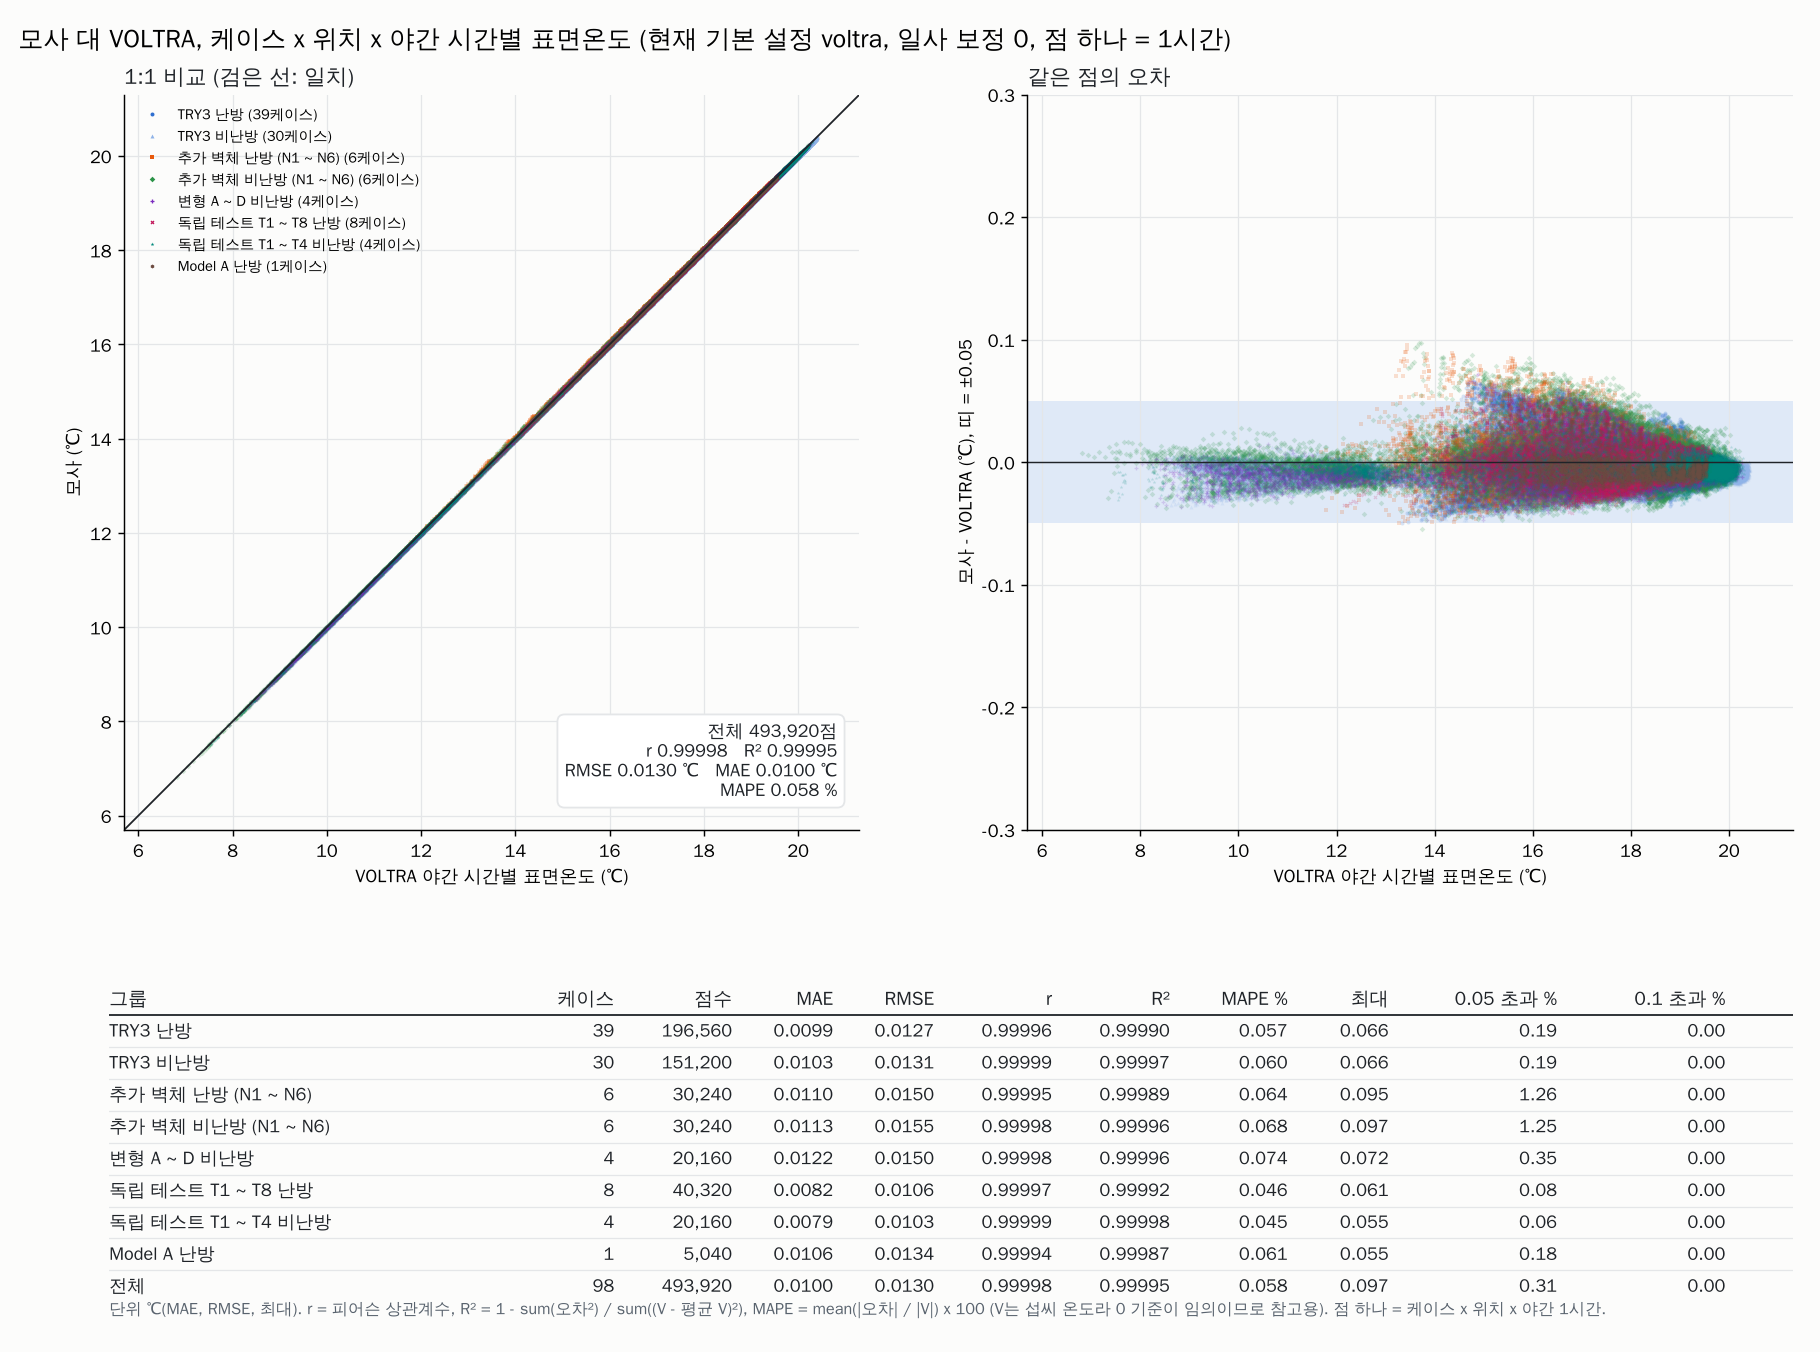 모사 대 VOLTRA, 케이스 x 위치 x 야간 시간별 표면온도 (현재 기본 설정 voltra, 일사 보정 0, 점 하나 = 1시간)
1:1 비교 (검은 선: 일치)
TRY3 난방 (39케이스)
TRY3 비난방 (30케이스)
추가 벽체 난방 (N1 ~ N6) (6케이스)
추가 벽체 비난방 (N1 ~ N6) (6케이스)
변형 A ~ D 비난방 (4케이스)
독립 테스트 T1 ~ T8 난방 (8케이스)
독립 테스트 T1 ~ T4 비난방 (4케이스)
Model A 난방 (1케이스)
20
18
16
14
12
10
8
6
모사 (℃)
전체 493,920점
r 0.99998 R² 0.99995
RMSE 0.0130 ℃ MAE 0.0100 ℃
MAPE 0.058 %
6 8 10 12 14 16 18 20
VOLTRA 야간 시간별 표면온도 (℃)
같은 점의 오차
0.3
0.2
0.1
0.0
-0.1
-0.2
-0.3
모사 - VOLTRA (℃), 띠 = ±0.05
6 8 10 12 14 16 18 20
VOLTRA 야간 시간별 표면온도 (℃)
그룹 케이스 점수 MAE RMSE r R² MAPE % 최대 0.05 초과 % 0.1 초과 %
TRY3 난방 39 196,560 0.0099 0.0127 0.99996 0.99990 0.057 0.066 0.19 0.00
TRY3 비난방 30 151,200 0.0103 0.0131 0.99999 0.99997 0.060 0.066 0.19 0.00
추가 벽체 난방 (N1 ~ N6) 6 30,240 0.0110 0.0150 0.99995 0.99989 0.064 0.095 1.26 0.00
추가 벽체 비난방 (N1 ~ N6) 6 30,240 0.0113 0.0155 0.99998 0.99996 0.068 0.097 1.25 0.00
변형 A ~ D 비난방 4 20,160 0.0122 0.0150 0.99998 0.99996 0.074 0.072 0.35 0.00
독립 테스트 T1 ~ T8 난방 8 40,320 0.0082 0.0106 0.99997 0.99992 0.046 0.061 0.08 0.00
독립 테스트 T1 ~ T4 비난방 4 20,160 0.0079 0.0103 0.99999 0.99998 0.045 0.055 0.06 0.00
Model A 난방 1 5,040 0.0106 0.0134 0.99994 0.99987 0.061 0.055 0.18 0.00
전체 98 493,920 0.0100 0.0130 0.99998 0.99995 0.058 0.097 0.31 0.00
단위 ℃(MAE, RMSE, 최대). r = 피어슨 상관계수, R² = 1 - sum(오차²) / sum((V - 평균 V)²), MAPE = mean(|오차| / |V|) x 100 (V는 섭씨 온도라 0 기준이 임의이므로 참고용). 점 하나 = 케이스 x 위치 x 야간 1시간.